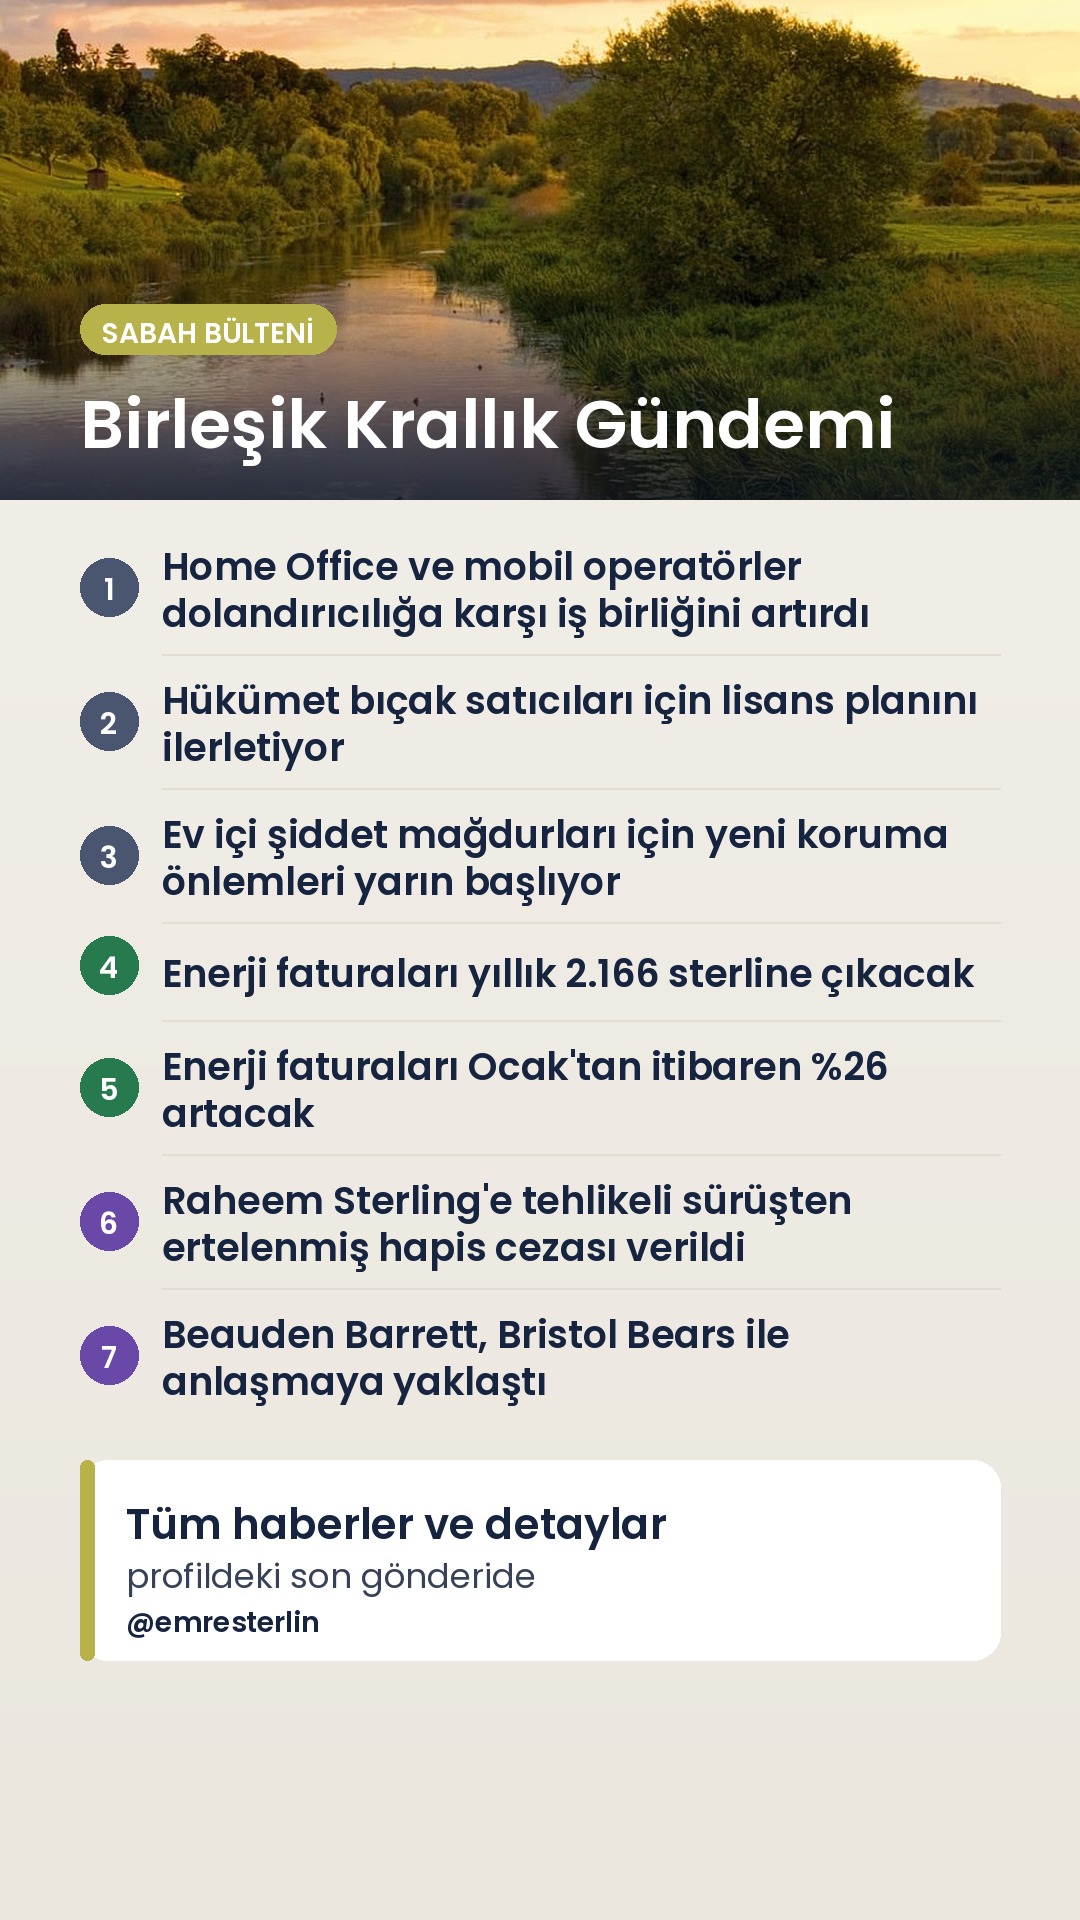 SABAH BÜLTENİ
Birleşik Krallık Gündemi
1
Home Office ve mobil operatörler
dolandırıcılığa karşı iş birliğini artırdı
2
Hükümet bıçak satıcıları için lisans planını
ilerletiyor
3
Ev içi şiddet mağdurları için yeni koruma
önlemleri yarın başlıyor
4
Enerji faturaları yıllık 2.166 sterline çıkacak
5
Enerji faturaları Ocak'tan itibaren %26
artacak
6
Raheem Sterling'e tehlikeli sürüşten
ertelenmiş hapis cezası verildi
7
Beauden Barrett, Bristol Bears ile
anlaşmaya yaklaştı
Tüm haberler ve detaylar
profildeki son gönderide
@emresterlin